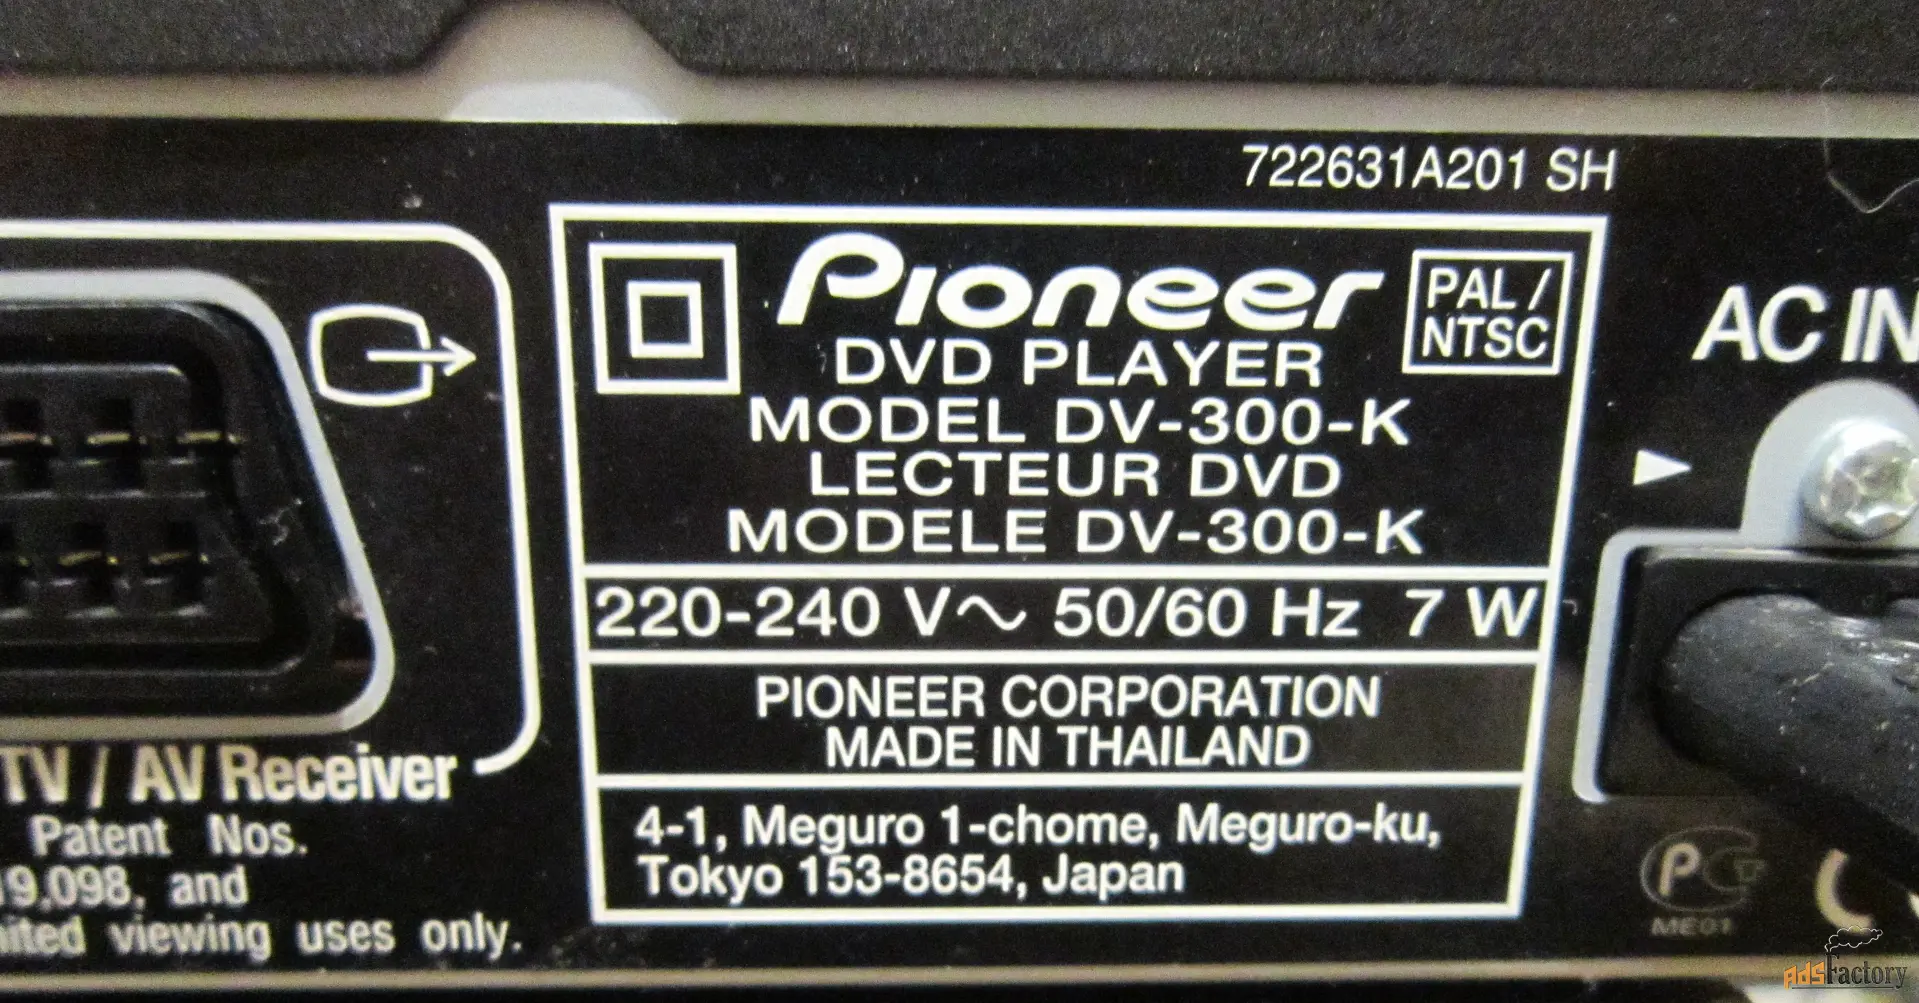 722631A201 SH
Pioneer
PAL /
NTSC
DVD PLAYER
MODEL DV-300-K
LECTEUR DVD
MODELE DV-300-K
220-240 V~ 50/60 Hz 7 W
PIONEER CORPORATION
MADE IN THAILAND
4-1, Meguro 1-chome, Meguro-ku,
Tokyo 153-8654, Japan
AC IN
TV / AV Receiver
Patent Nos.
19,098, and
viewing uses only.
ME01
AdsFactory